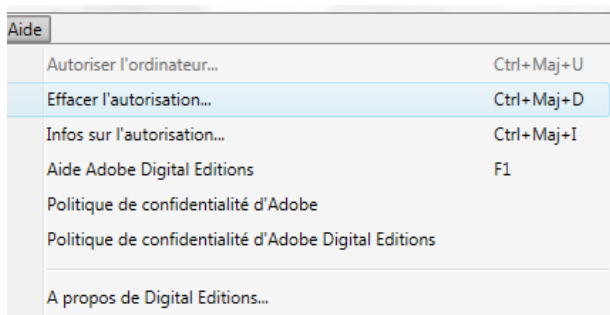 Aide
Autoriser l'ordinateur... Ctrl+Maj+U
Effacer l'autorisation... Ctrl+Maj+D
Infos sur l'autorisation... Ctrl+Maj+I
Aide Adobe Digital Editions F1
Politique de confidentialité d'Adobe
Politique de confidentialité d'Adobe Digital Editions
A propos de Digital Editions...